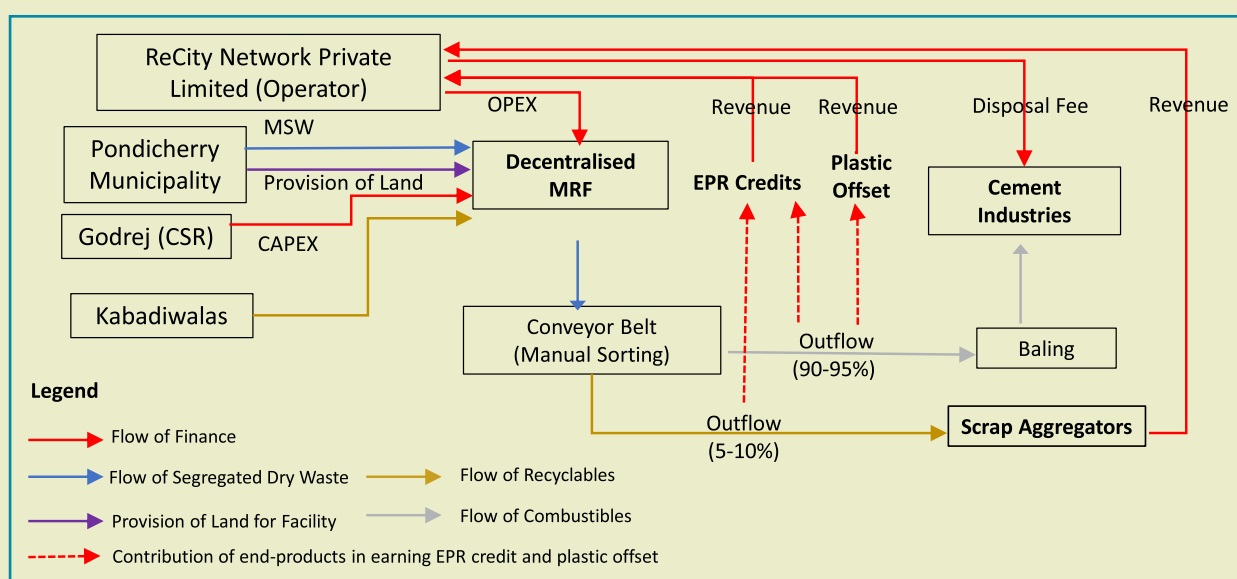 ReCity Network Private
Limited (Operator)
OPEX
Revenue
Revenue
Disposal Fee
Revenue
MSW
Pondicherry
Municipality
Provision of Land
Decentralised
MRF
EPR Credits
Plastic
Offset
Cement
Industries
Godrej (CSR)
CAPEX
Kabadiwalas
Conveyor Belt
(Manual Sorting)
Outflow
(90-95%)
Baling
Outflow
(5-10%)
Scrap Aggregators
Legend
Flow of Finance
Flow of Segregated Dry Waste
Flow of Recyclables
Provision of Land for Facility
Flow of Combustibles
Contribution of end-products in earning EPR credit and plastic offset